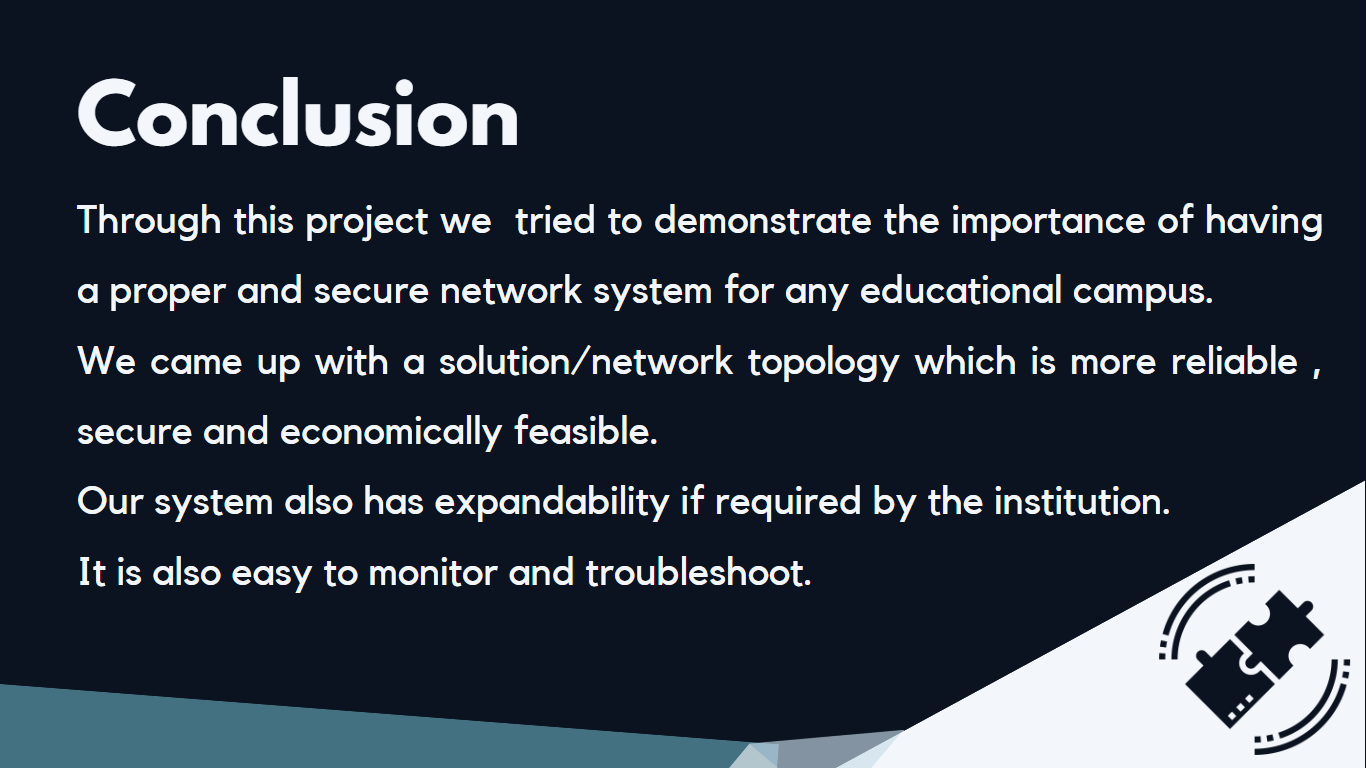 Conclusion
Through this project we  tried to demonstrate the importance of having
a proper and secure network system for any educational campus.
We came up with a solution/network topology which is more reliable ,
secure and economically feasible.
Our system also has expandability if required by the institution.
It is also easy to monitor and troubleshoot.